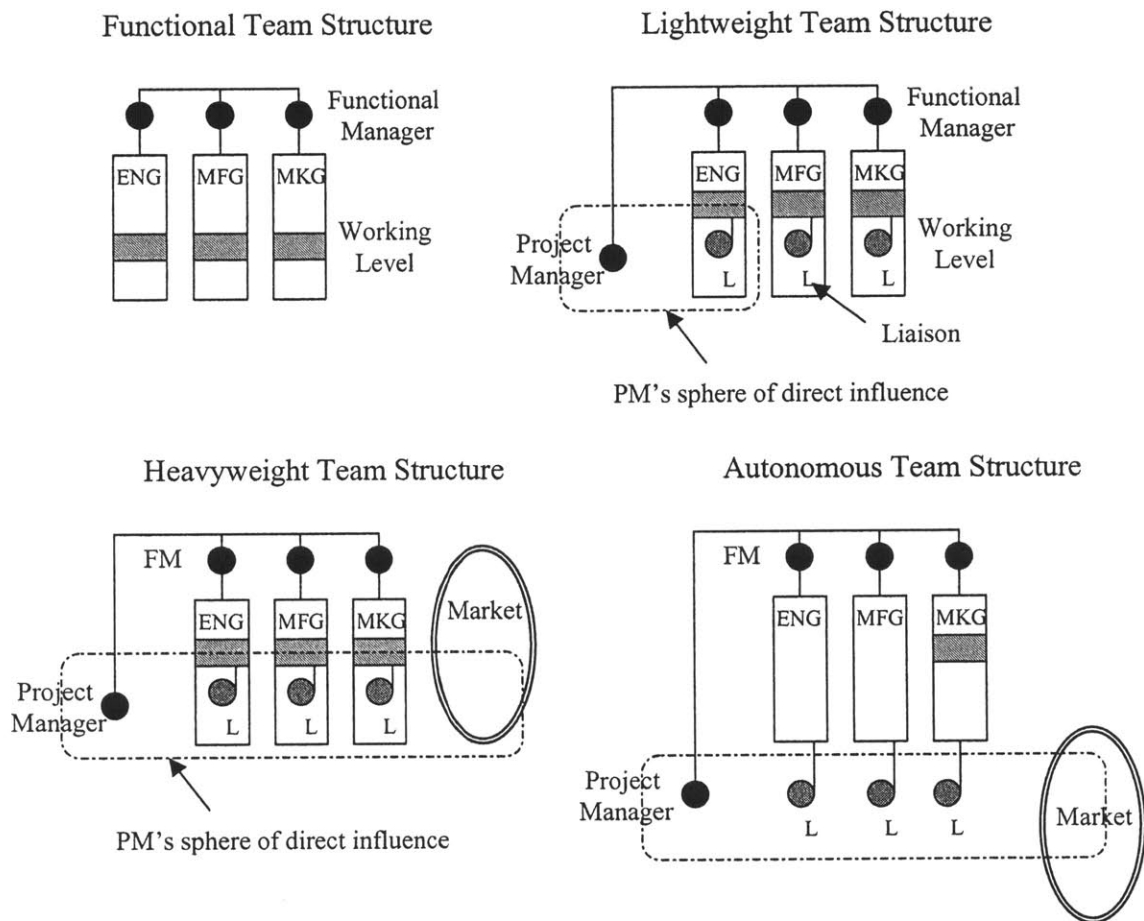 Functional Team Structure
Functional
Manager
ENG
MFG
MKG
Working
Level
Lightweight Team Structure
Functional
Manager
ENG
MFG
MKG
Project
Manager
Working
Level
L
L
L
Liaison
PM's sphere of direct influence
Heavyweight Team Structure
FM
ENG
MFG
MKG
Market
Project
Manager
L
L
L
PM's sphere of direct influence
Autonomous Team Structure
FM
ENG
MFG
MKG
Project
Manager
L
L
L
Market